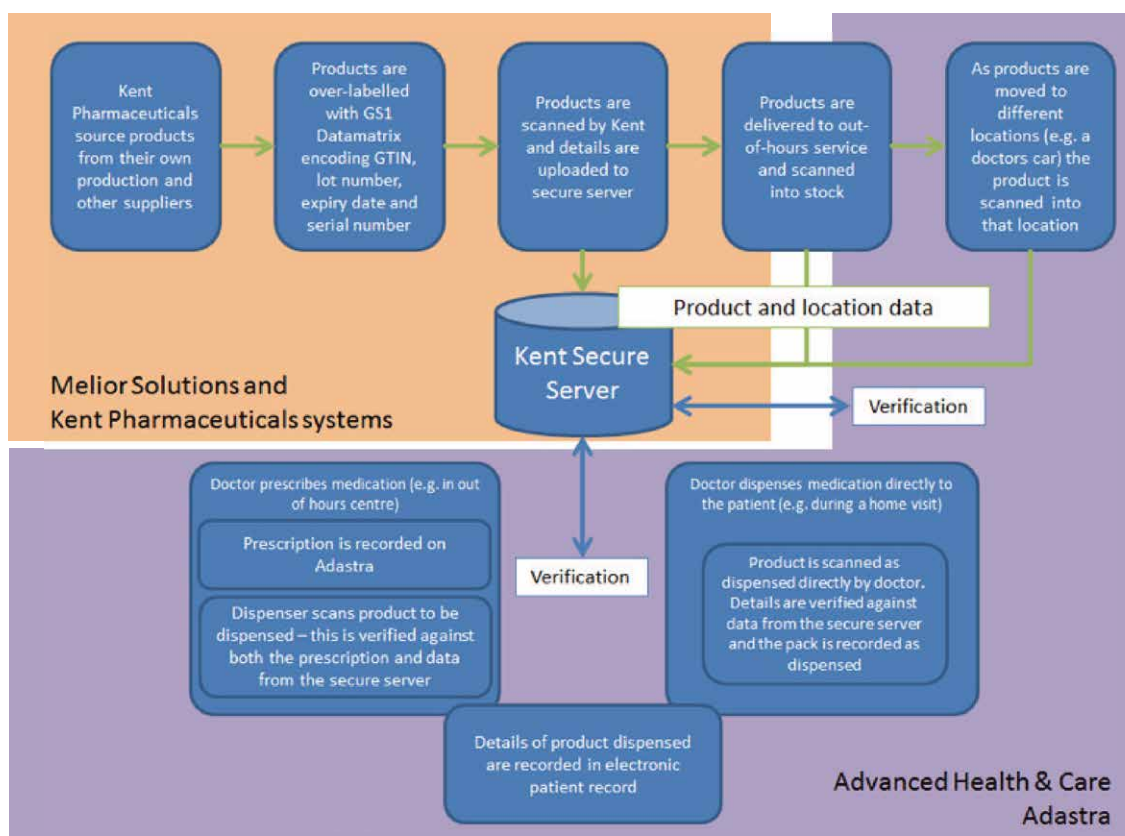 Kent
Pharmaceuticals
source products
from their own
production and
other suppliers
Products are
over-labelled
with GS1
Datamatrix
encoding GTIN,
lot number,
expiry date and
serial number
Products are
scanned by Kent
and details are
uploaded to
secure server
Products are
delivered to out-
of-hours service
and scanned
into stock
As products are
moved to
different
locations (e.g. a
doctors car) the
product is
scanned into
that location
Product and location data
Kent Secure
Server
Melior Solutions and
Kent Pharmaceuticals systems
Verification
Doctor prescribes medication (e.g. in out
of hours centre)
Prescription is recorded on
Adastra
Dispenser scans product to be
dispensed – this is verified against
both the prescription and data
from the secure server
Verification
Doctor dispenses medication directly to
the patient (e.g. during a home visit)
Product is scanned as
dispensed directly by doctor.
Details are verified against
data from the secure server
and the pack is recorded as
dispensed
Details of product dispensed
are recorded in electronic
patient record
Advanced Health & Care
Adastra